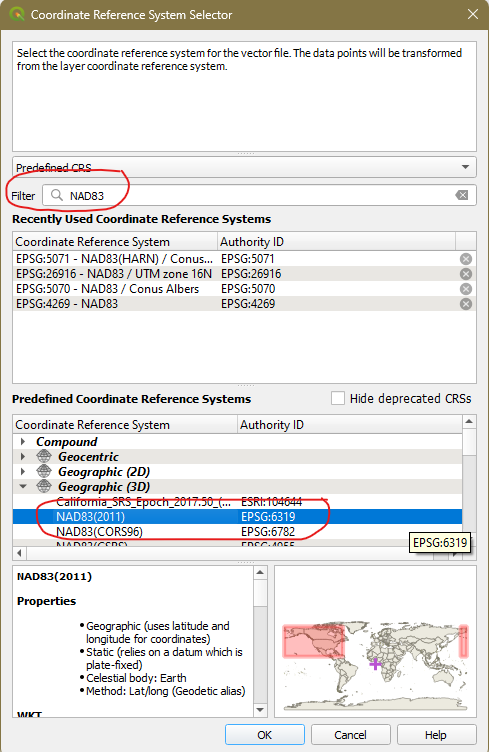 Coordinate Reference System Selector
Select the coordinate reference system for the vector file. The data points will be transformed
from the layer coordinate reference system.
Predefined CRS
Filter NAD83
Recently Used Coordinate Reference Systems
Coordinate Reference System Authority ID
EPSG:5071 - NAD83(HARN) / Conus... EPSG:5071
EPSG:26916 - NAD83 / UTM zone 16N EPSG:26916
EPSG:5070 - NAD83 / Conus Albers EPSG:5070
EPSG:4269 - NAD83 EPSG:4269
Predefined Coordinate Reference Systems Hide deprecated CRSs
Coordinate Reference System Authority ID
Compound
Geocentric
Geographic (2D)
Geographic (3D)
California_SRS_Epoch_2017.50_(... ESRI:104644
NAD83(2011) EPSG:6319
NAD83(CORS96) EPSG:6782
EPSG:6319
NAD83(2011)
Properties
• Geographic (uses latitude and
longitude for coordinates)
• Static (relies on a datum which is
plate-fixed)
• Celestial body: Earth
• Method: Lat/long (Geodetic alias)
WKT
OK Cancel Help